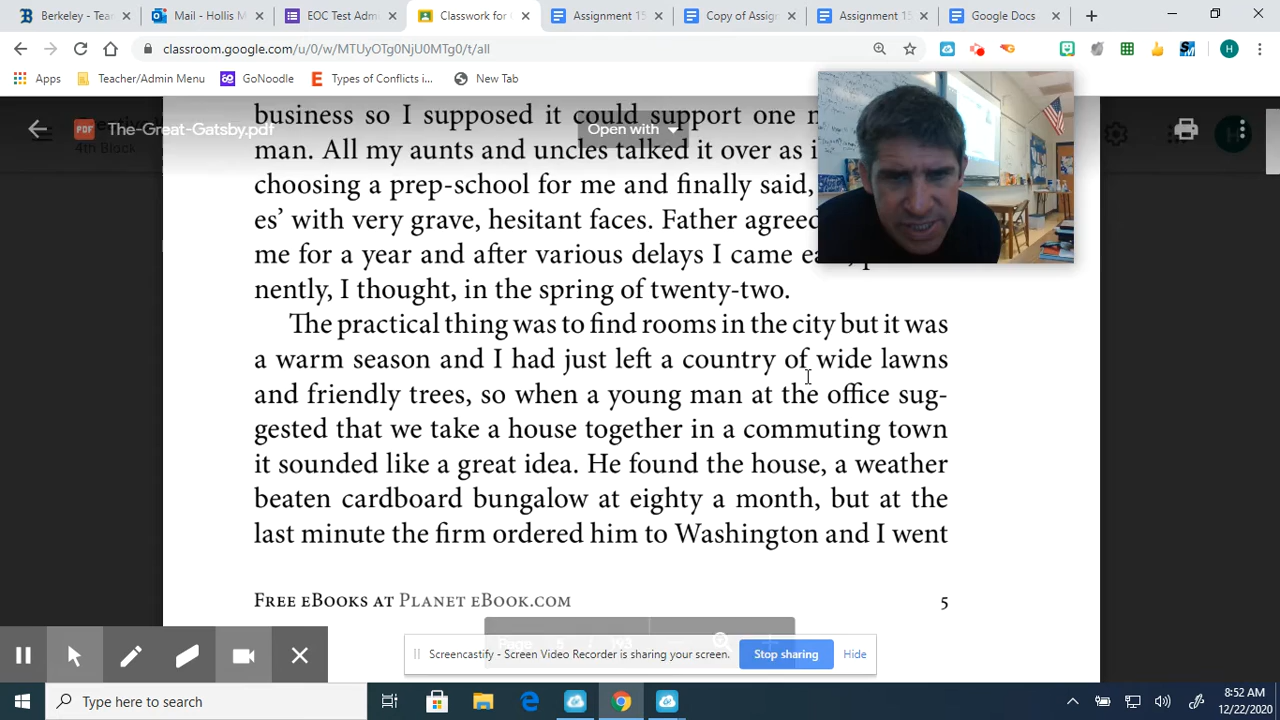 Berkeley - Tea
Mail - Hollis M
EOC Test Adm
Classwork for
Assignment 15
Copy of Assig
Assignment 15
Google Docs
classroom.google.com/u/0/w/MTUyOTg0NjU0MTg0/t/all
Apps
Teacher/Admin Menu
GoNoodle
Types of Conflicts i...
New Tab
The-Great-Gatsby.pdf
4th Black
Open with
business so I supposed it could support one
man. All my aunts and uncles talked it over as
choosing a prep-school for me and finally said,
es' with very grave, hesitant faces. Father agreed
me for a year and after various delays I came
nently, I thought, in the spring of twenty-two.
The practical thing was to find rooms in the city but it was
a warm season and I had just left a country of wide lawns
and friendly trees, so when a young man at the office sug-
gested that we take a house together in a commuting town
it sounded like a great idea. He found the house, a weather
beaten cardboard bungalow at eighty a month, but at the
last minute the firm ordered him to Washington and I went
Free eBooks at Planet eBook.com
5
Screencastify - Screen Video Recorder is sharing your screen.
Stop sharing
Hide
Type here to search
8:52 AM
12/22/2020